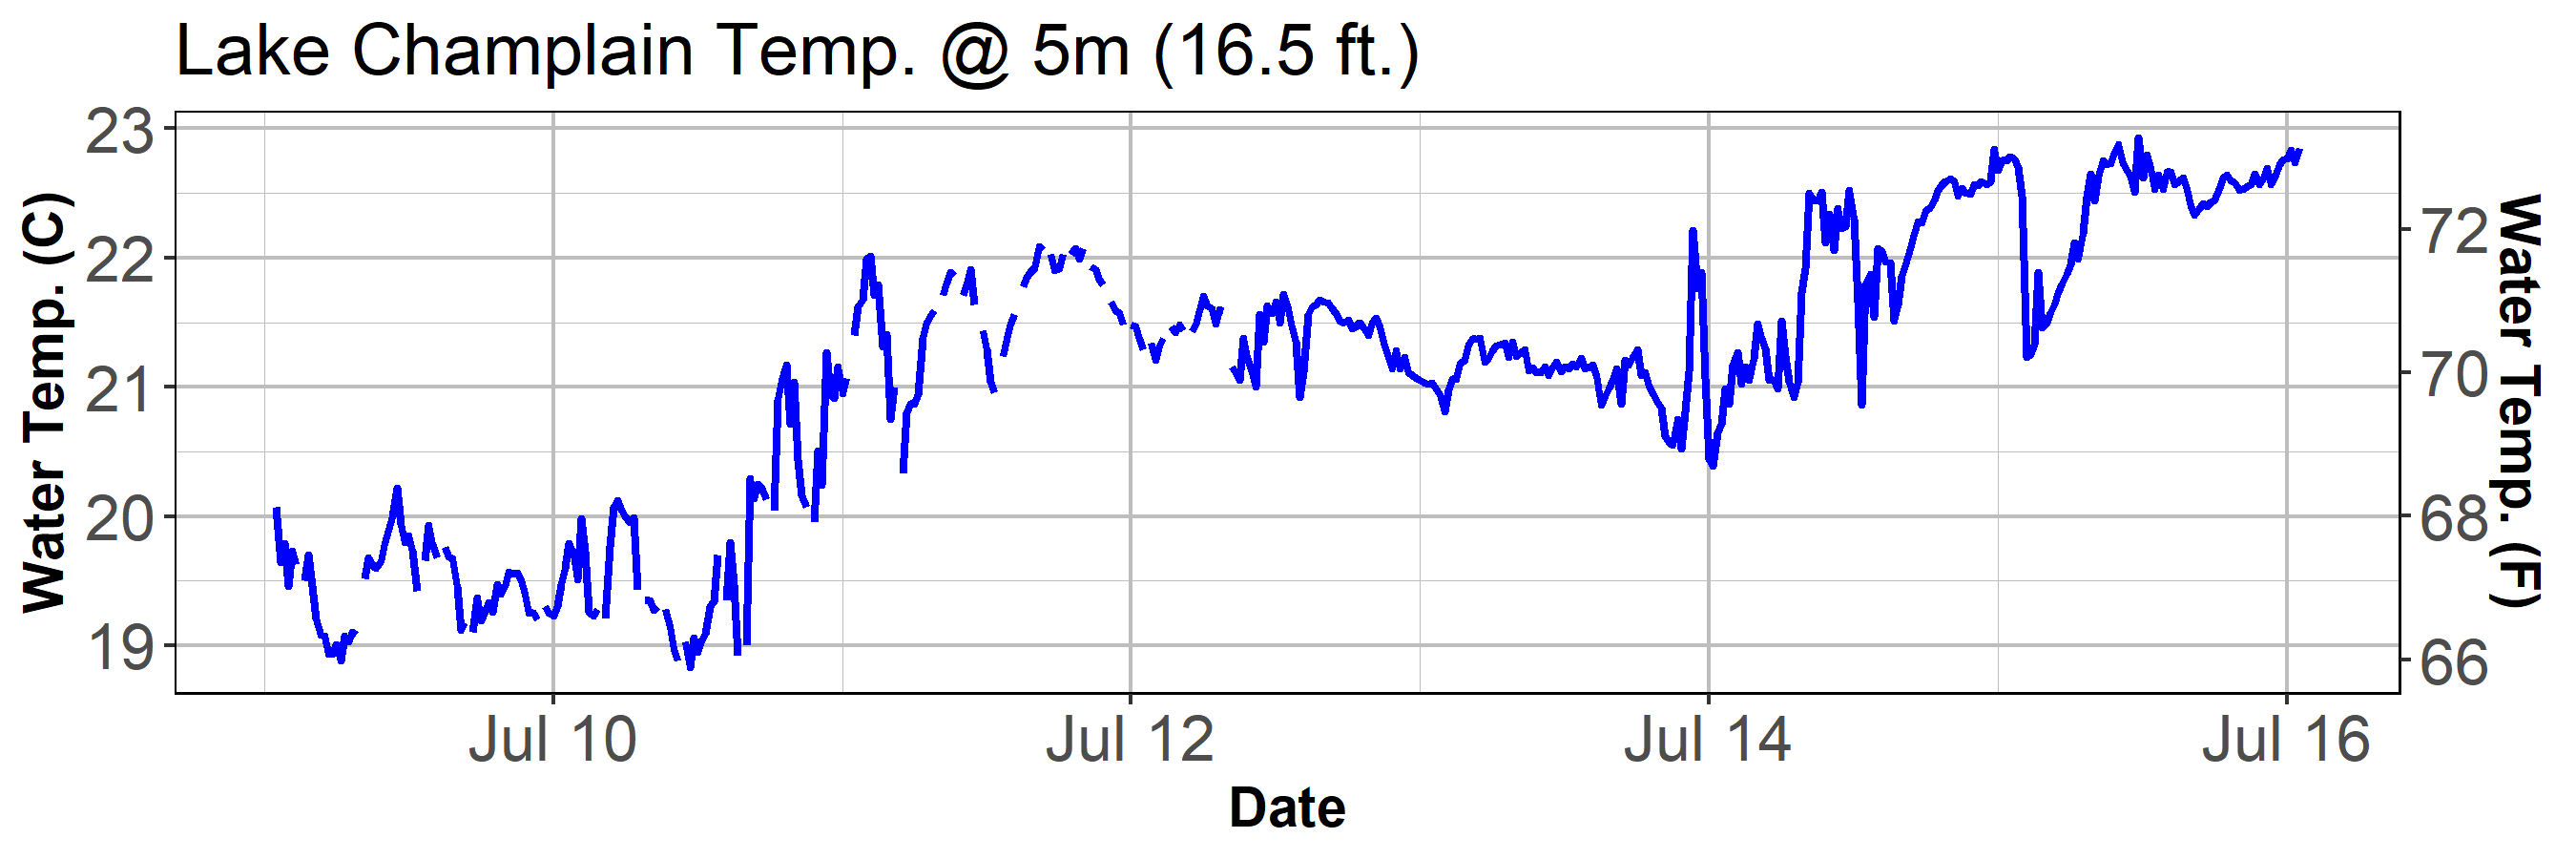 Lake Champlain Temp. @ 5m (16.5 ft.)
Water Temp. (C)
23
22
21
20
19
72
70
68
66
Water Temp. (F)
Jul 10
Jul 12
Jul 14
Jul 16
Date